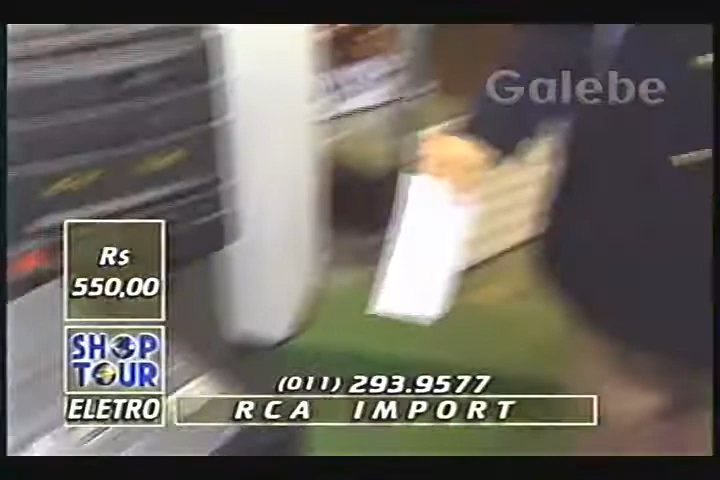 Galebe
Rs
550,00
SHOP
TOUR
(011) 293.9577
ELETRO
RCA IMPORT